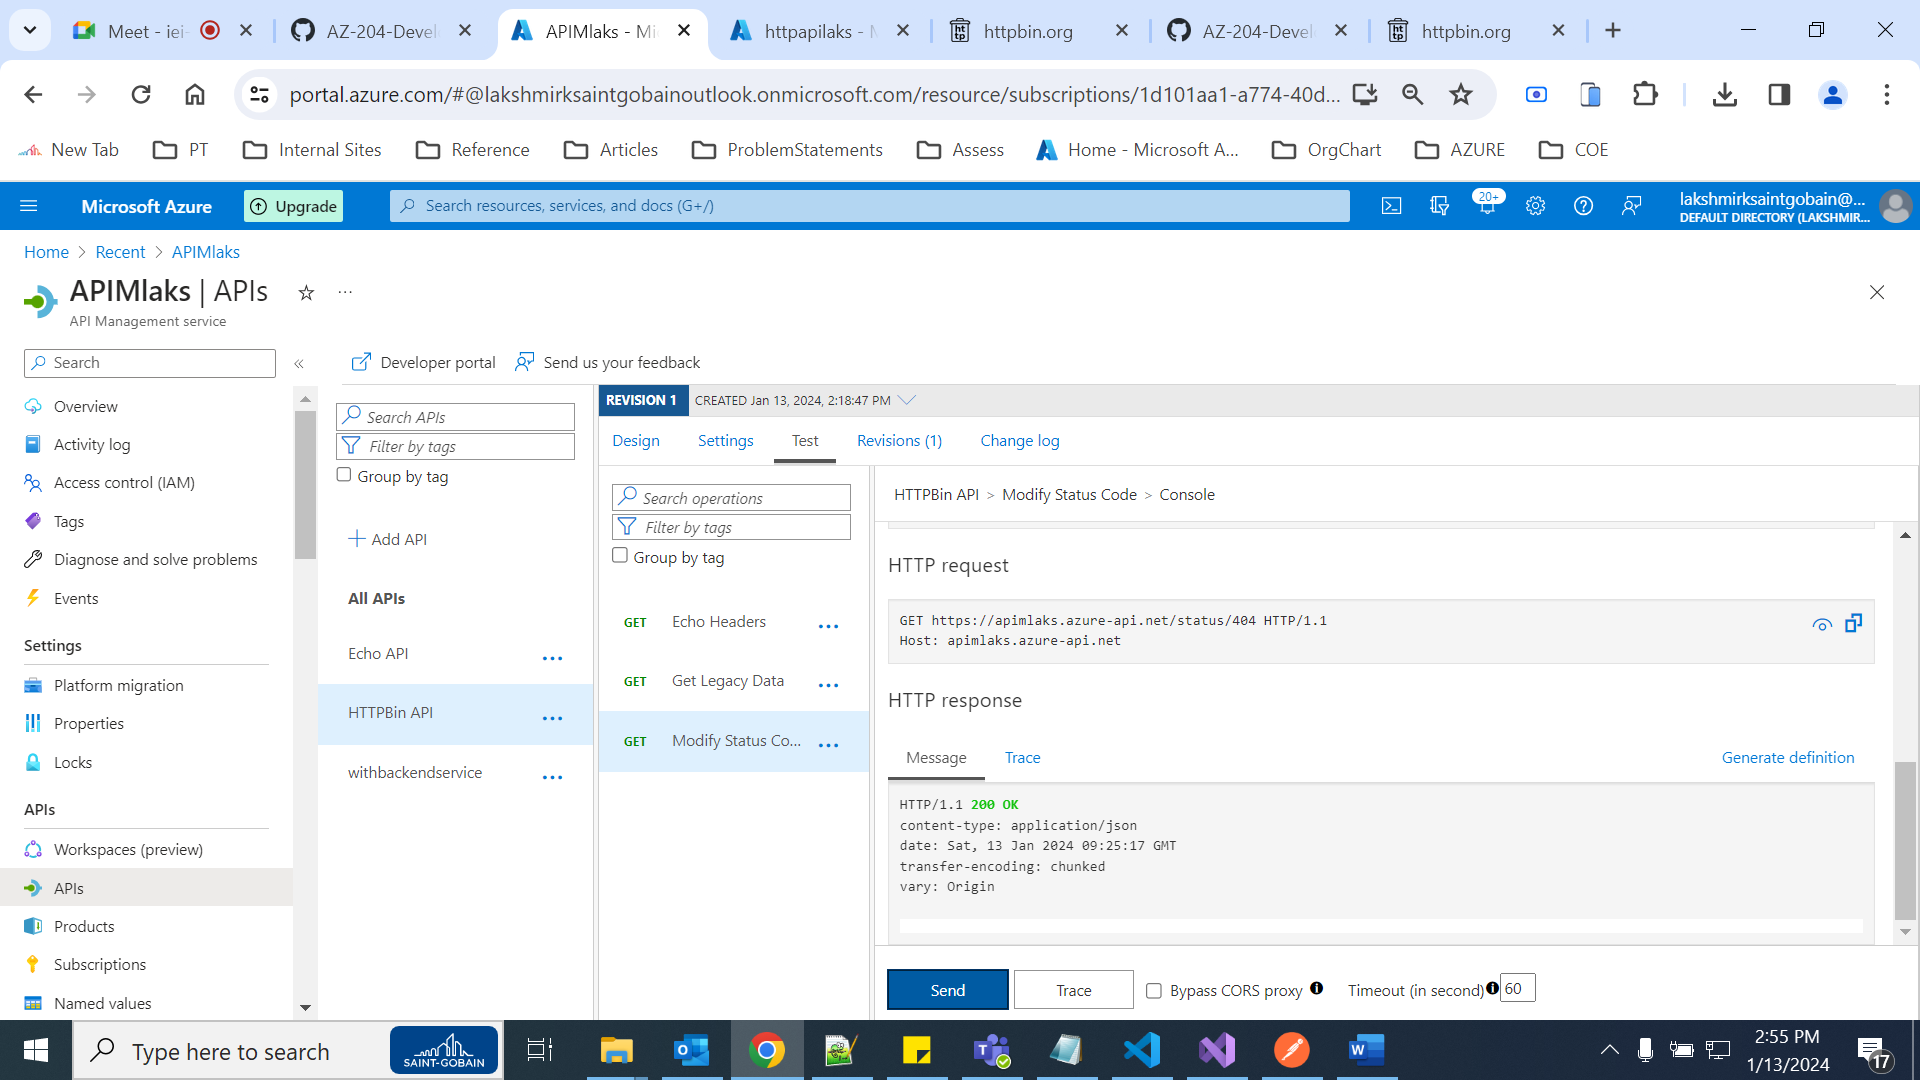 Meet - iei-
AZ-204-Devel
APIMlaks - Mi
httpapilaks - M
httpbin.org
AZ-204-Devel
httpbin.org
portal.azure.com/#@lakshmirksaintgobainoutlook.onmicrosoft.com/resource/subscriptions/1d101aa1-a774-40d...
New Tab
PT
Internal Sites
Reference
Articles
ProblemStatements
Assess
Home - Microsoft A...
OrgChart
AZURE
COE
Microsoft Azure
Upgrade
Search resources, services, and docs (G+/)
20+
lakshmirksaintgobain@...
DEFAULT DIRECTORY (LAKSHMIR...
Home > Recent > APIMlaks
APIMlaks | APIs
...
API Management service
Search
Overview
Activity log
Access control (IAM)
Tags
Diagnose and solve problems
Events
Settings
Platform migration
Properties
Locks
APIs
Workspaces (preview)
APIs
Products
Subscriptions
Named values
Developer portal
Send us your feedback
Search APIs
Filter by tags
Group by tag
Add API
All APIs
Echo API
HTTPBin API
withbackendservice
REVISION 1
CREATED Jan 13, 2024, 2:18:47 PM
Design
Settings
Test
Revisions (1)
Change log
Search operations
Filter by tags
Group by tag
GET Echo Headers
GET Get Legacy Data
GET Modify Status Co...
HTTPBin API > Modify Status Code > Console
HTTP request
GET https://apimlaks.azure-api.net/status/404 HTTP/1.1
Host: apimlaks.azure-api.net
HTTP response
Message
Trace
Generate definition
HTTP/1.1 200 OK
content-type: application/json
date: Sat, 13 Jan 2024 09:25:17 GMT
transfer-encoding: chunked
vary: Origin
Send
Trace
Bypass CORS proxy
Timeout (in second)
60
Type here to search
SAINT-GOBAIN
2:55 PM
1/13/2024
17